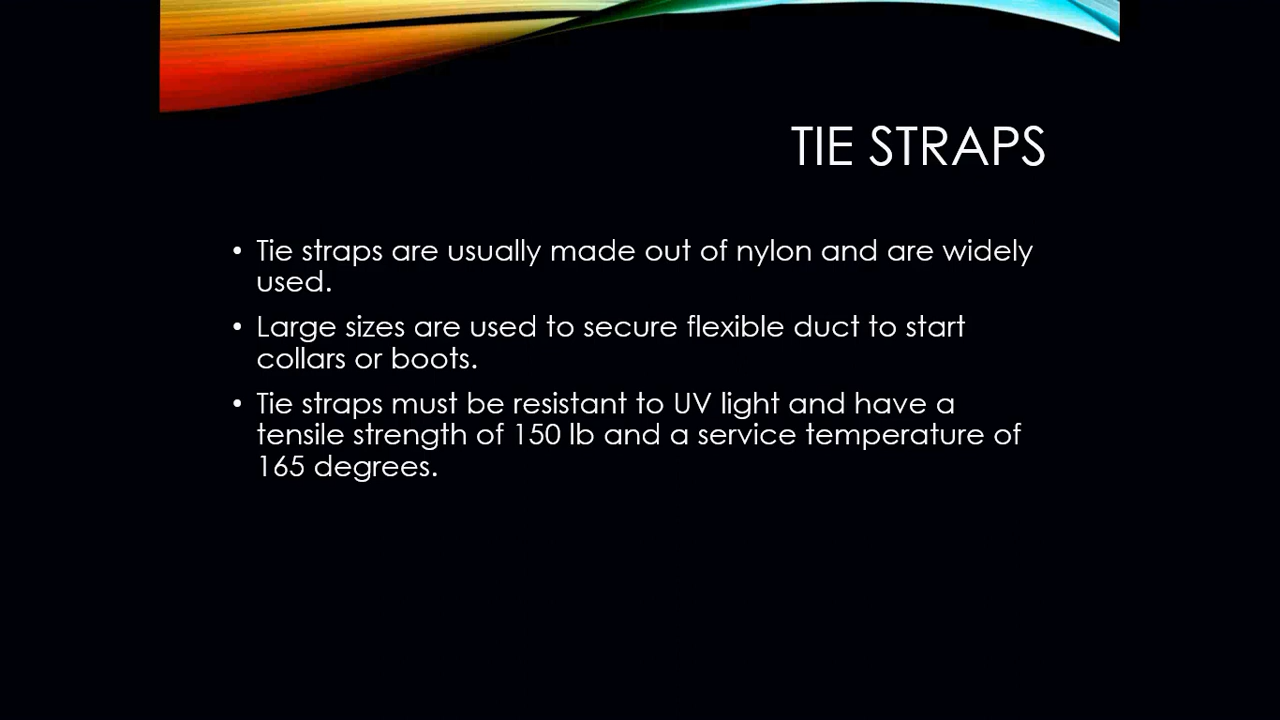 TIE STRAPS
• Tie straps are usually made out of nylon and are widely
used.
• Large sizes are used to secure flexible duct to start
collars or boots.
• Tie straps must be resistant to UV light and have a
tensile strength of 150 lb and a service temperature of
165 degrees.